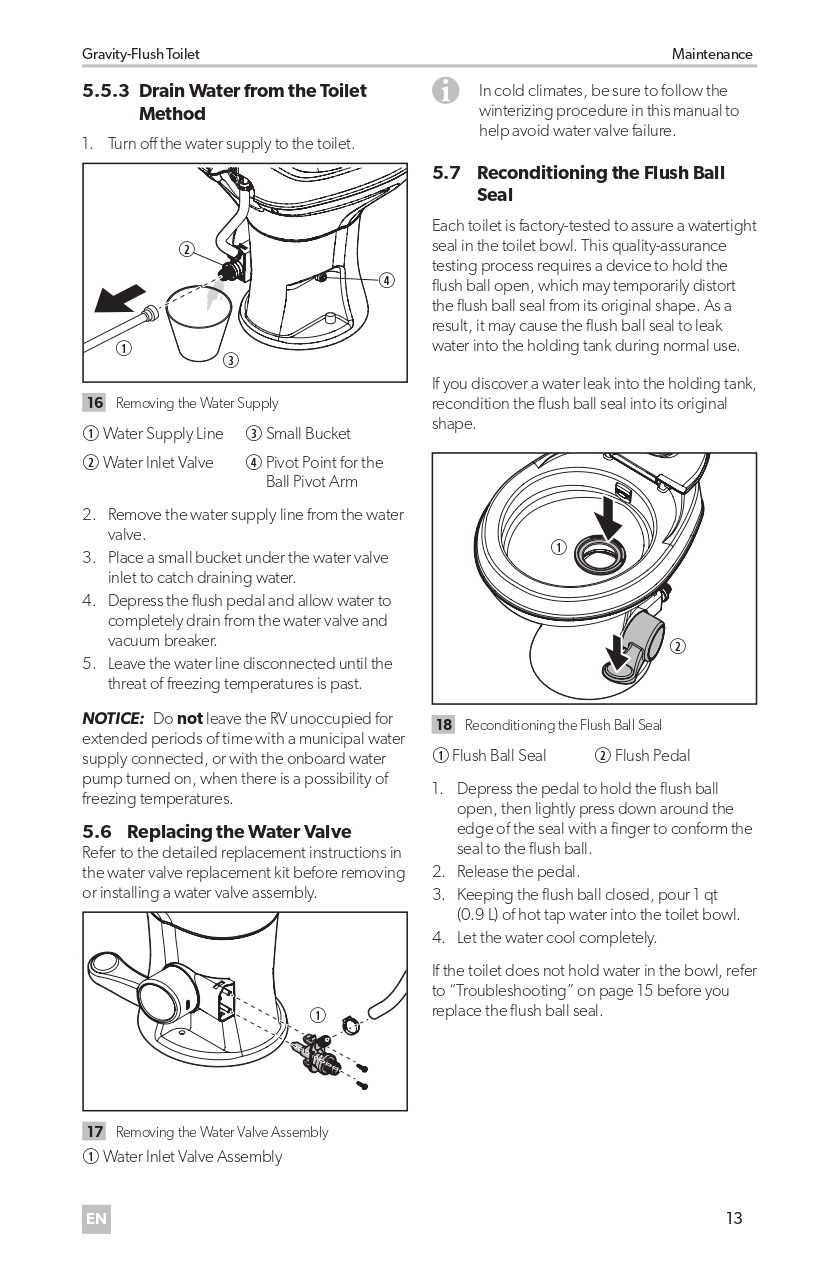 Gravity-Flush Toilet
Maintenance
5.5.3 Drain Water from the Toilet
Method
1. Turn off the water supply to the toilet.
2
4
1
3
16 Removing the Water Supply
1 Water Supply Line
3 Small Bucket
2 Water Inlet Valve
4 Pivot Point for the
Ball Pivot Arm
2. Remove the water supply line from the water
valve.
3. Place a small bucket under the water valve
inlet to catch draining water.
4. Depress the flush pedal and allow water to
completely drain from the water valve and
vacuum breaker.
5. Leave the water line disconnected until the
threat of freezing temperatures is past.
NOTICE: Do not leave the RV unoccupied for
extended periods of time with a municipal water
supply connected, or with the onboard water
pump turned on, when there is a possibility of
freezing temperatures.
5.6 Replacing the Water Valve
Refer to the detailed replacement instructions in
the water valve replacement kit before removing
or installing a water valve assembly.
1
17 Removing the Water Valve Assembly
1 Water Inlet Valve Assembly
i
In cold climates, be sure to follow the
winterizing procedure in this manual to
help avoid water valve failure.
5.7 Reconditioning the Flush Ball
Seal
Each toilet is factory-tested to assure a watertight
seal in the toilet bowl. This quality-assurance
testing process requires a device to hold the
flush ball open, which may temporarily distort
the flush ball seal from its original shape. As a
result, it may cause the flush ball seal to leak
water into the holding tank during normal use.
If you discover a water leak into the holding tank,
recondition the flush ball seal into its original
shape.
1
2
18 Reconditioning the Flush Ball Seal
1 Flush Ball Seal
2 Flush Pedal
1. Depress the pedal to hold the flush ball
open, then lightly press down around the
edge of the seal with a finger to conform the
seal to the flush ball.
2. Release the pedal.
3. Keeping the flush ball closed, pour 1 qt
(0.9 L) of hot tap water into the toilet bowl.
4. Let the water cool completely.
If the toilet does not hold water in the bowl, refer
to “Troubleshooting” on page 15 before you
replace the flush ball seal.
EN
13